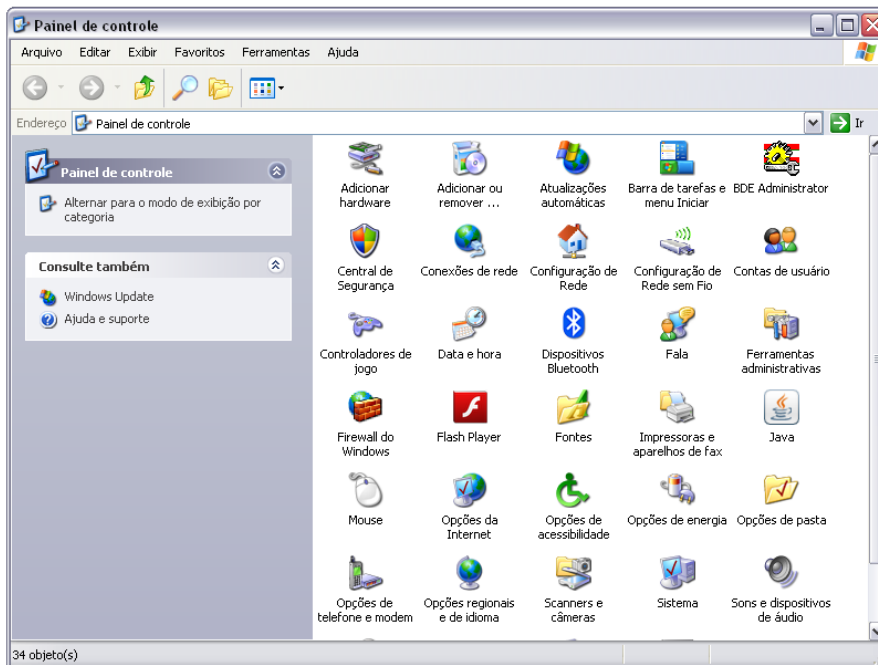 Painel de controle
Arquivo Editar Exibir Favoritos Ferramentas Ajuda
Endereço Painel de controle Ir
Painel de controle
Alternar para o modo de exibição por
categoria
Consulte também
Windows Update
Ajuda e suporte
Adicionar
hardware
Adicionar ou
remover ...
Atualizações
automáticas
Barra de tarefas e
menu Iniciar
BDE Administrator
Central de
Segurança
Conexões de rede
Configuração de
Rede
Configuração de
Rede sem Fio
Contas de usuário
Controladores de
jogo
Data e hora
Dispositivos
Bluetooth
Fala
Ferramentas
administrativas
Firewall do
Windows
Flash Player
Fontes
Impressoras e
aparelhos de fax
Java
Mouse
Opções da
Internet
Opções de
acessibilidade
Opções de energia
Opções de pasta
Opções de
telefone e modem
Opções regionais
e de idioma
Scanners e
câmeras
Sistema
Sons e dispositivos
de áudio
34 objeto(s)